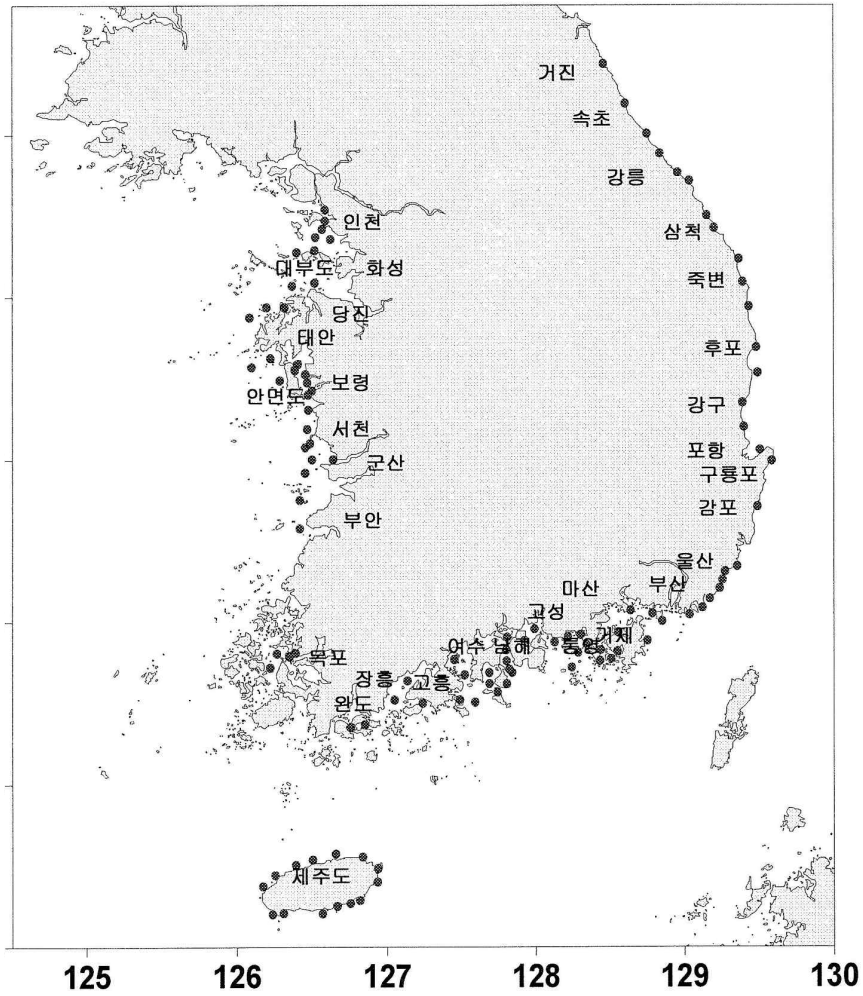 거진
속초
강릉
인천
삼척
대부도 화성
죽변
당진
태안
후포
보령
안면도
강구
서천
포항
군산
구룡포
감포
부안
울산
마산 부산
고성
거제
여수 남해 통영
목포
장흥 고흥
완도
제주도
125 126 127 128 129 130